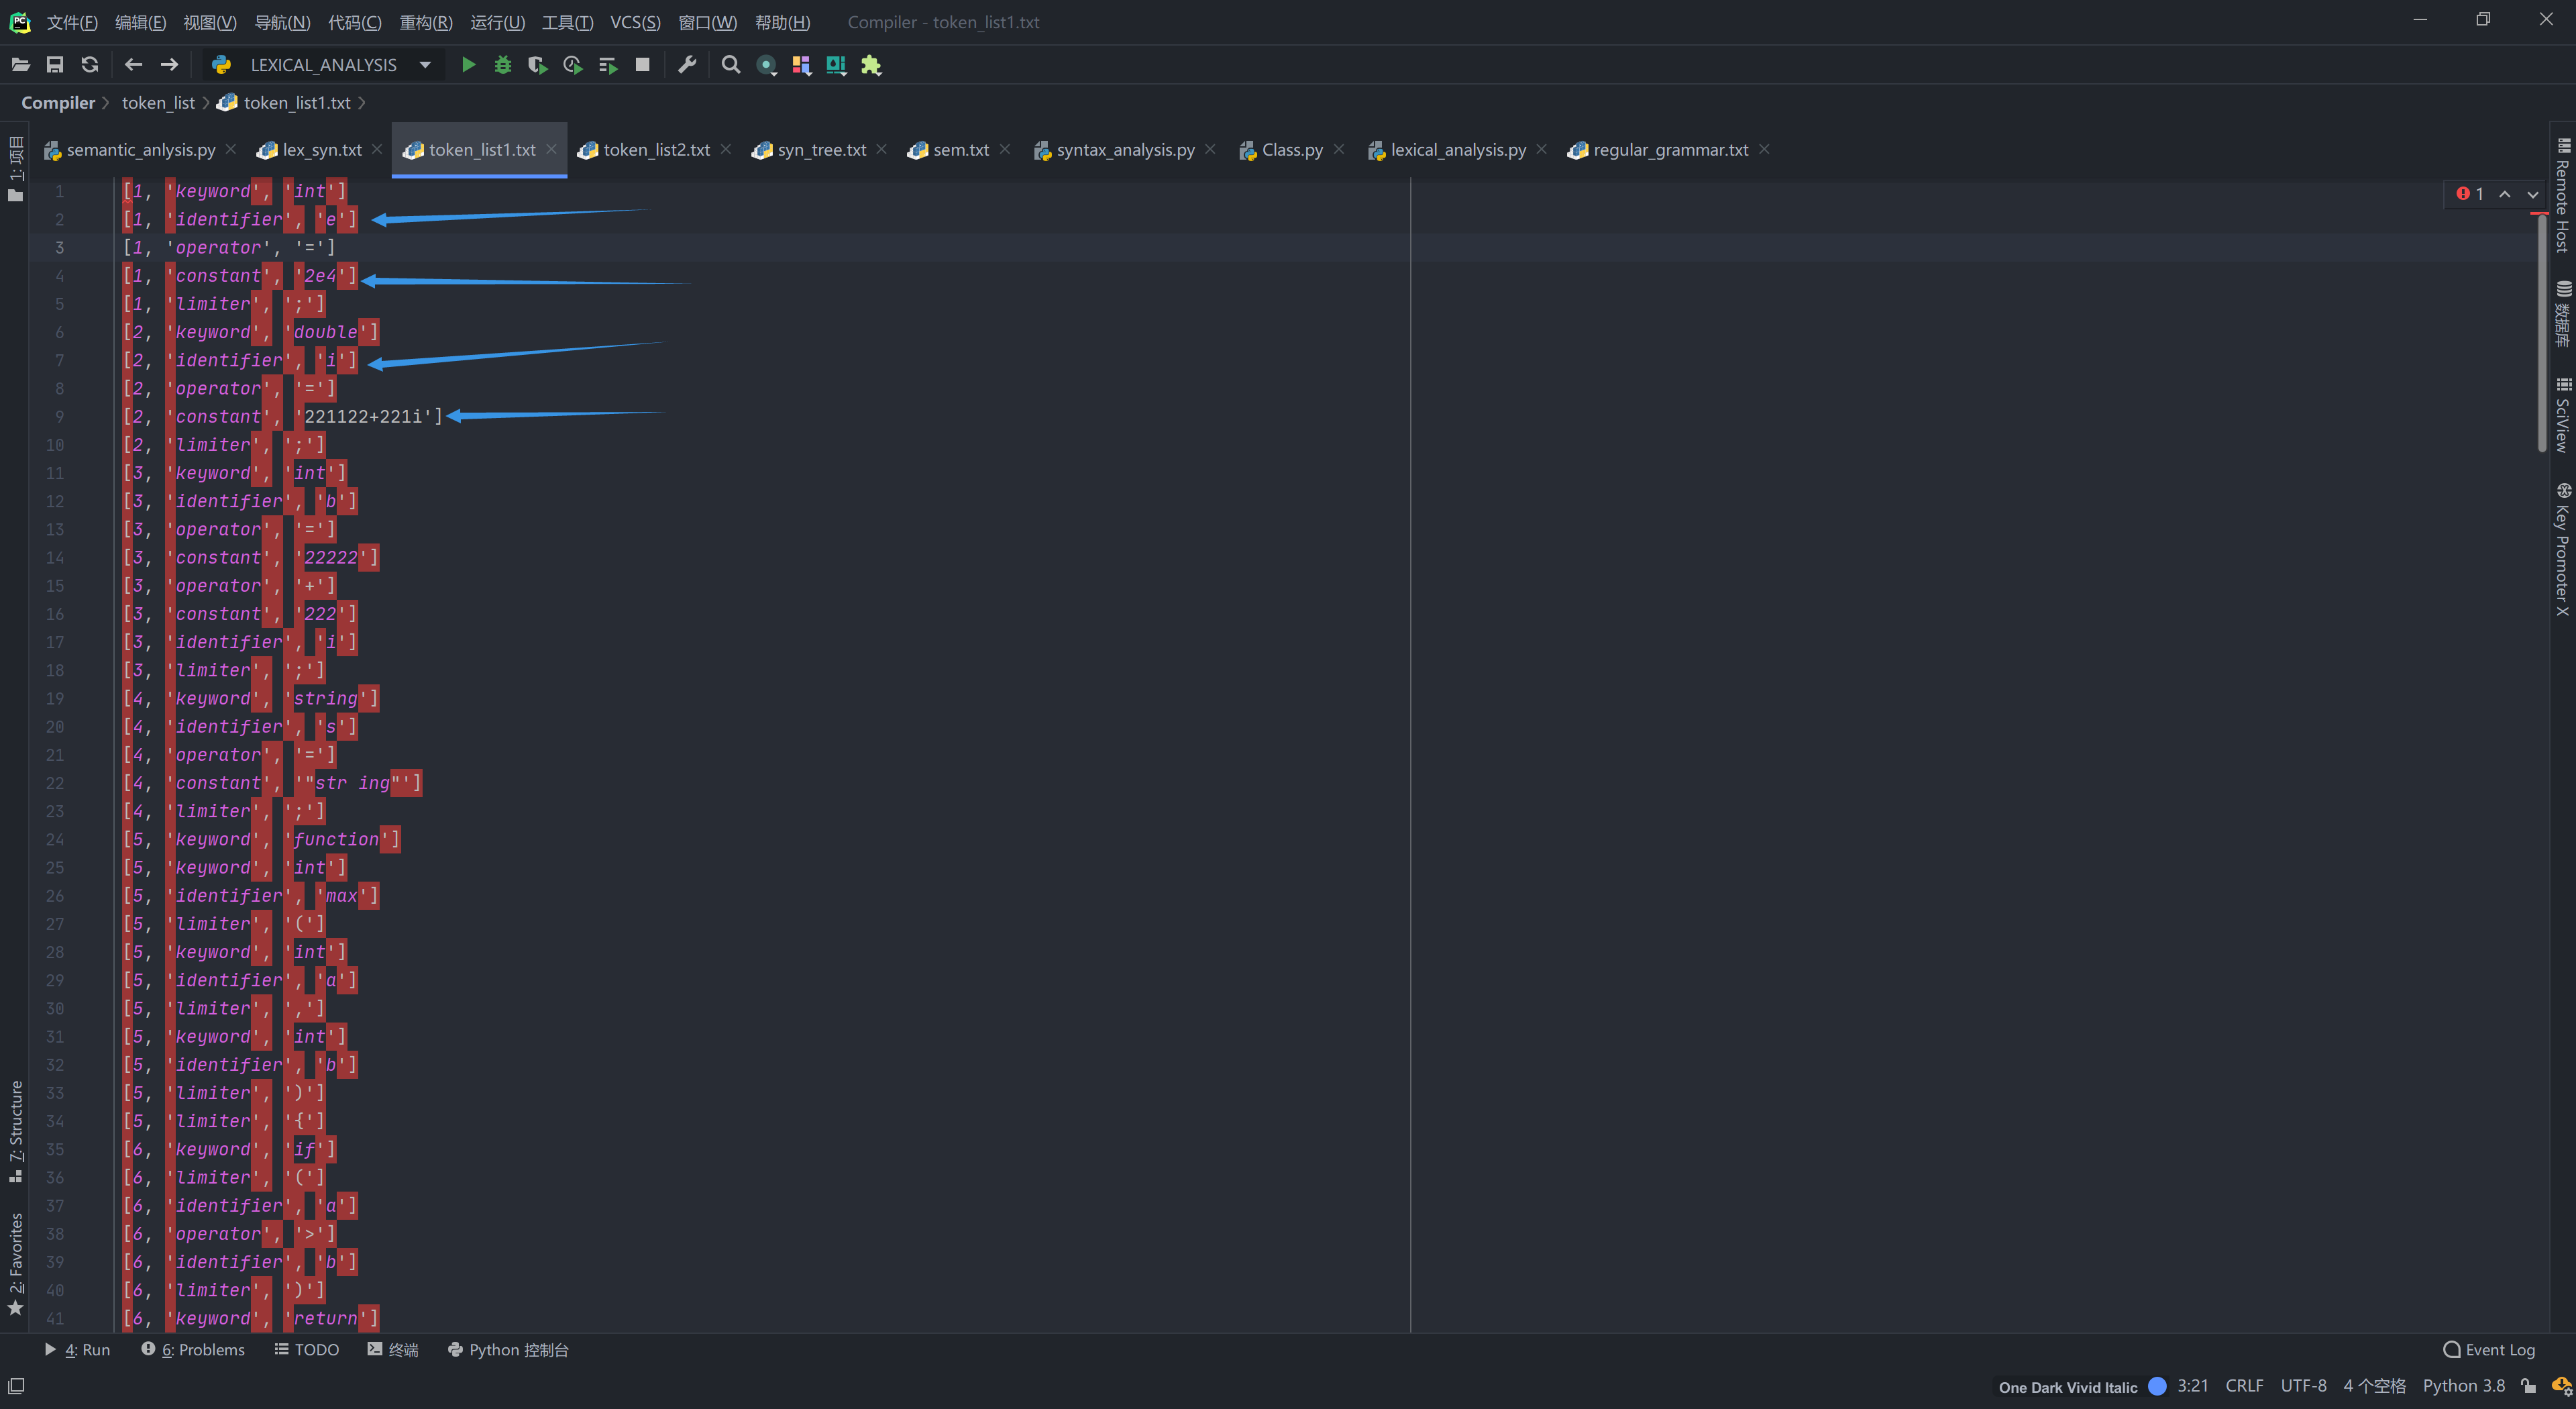 文件(F) 编辑(E) 视图(V) 导航(N) 代码(C) 重构(R) 运行(U) 工具(T) VCS(S) 窗口(W) 帮助(H) Compiler - token_list1.txt
LEXICAL_ANALYSIS
Compiler token_list token_list1.txt
semantic_anlysis.py lex_syn.txt token_list1.txt token_list2.txt syn_tree.txt sem.txt syntax_analysis.py Class.py lexical_analysis.py regular_grammar.txt
1 [1, 'keyword', 'int']
2 [1, 'identifier', 'e']
3 [1, 'operator', '=']
4 [1, 'constant', '2e4']
5 [1, 'limiter', ';']
6 [2, 'keyword', 'double']
7 [2, 'identifier', 'i']
8 [2, 'operator', '=']
9 [2, 'constant', '221122+221i']
10 [2, 'limiter', ';']
11 [3, 'keyword', 'int']
12 [3, 'identifier', 'b']
13 [3, 'operator', '=']
14 [3, 'constant', '22222']
15 [3, 'operator', '+']
16 [3, 'constant', '222']
17 [3, 'identifier', 'i']
18 [3, 'limiter', ';']
19 [4, 'keyword', 'string']
20 [4, 'identifier', 's']
21 [4, 'operator', '=']
22 [4, 'constant', '"str ing"']
23 [4, 'limiter', ';']
24 [5, 'keyword', 'function']
25 [5, 'keyword', 'int']
26 [5, 'identifier', 'max']
27 [5, 'limiter', '(']
28 [5, 'keyword', 'int']
29 [5, 'identifier', 'a']
30 [5, 'limiter', ',']
31 [5, 'keyword', 'int']
32 [5, 'identifier', 'b']
33 [5, 'limiter', ')']
34 [5, 'limiter', '{']
35 [6, 'keyword', 'if']
36 [6, 'limiter', '(']
37 [6, 'identifier', 'a']
38 [6, 'operator', '>']
39 [6, 'identifier', 'b']
40 [6, 'limiter', ')']
41 [6, 'keyword', 'return']
1
1: 项目
7: Structure
2: Favorites
Remote Host
数据库
SciView
Key Promoter X
4: Run 6: Problems TODO 终端 Python 控制台 Event Log
One Dark Vivid Italic 3:21 CRLF UTF-8 4 个空格 Python 3.8